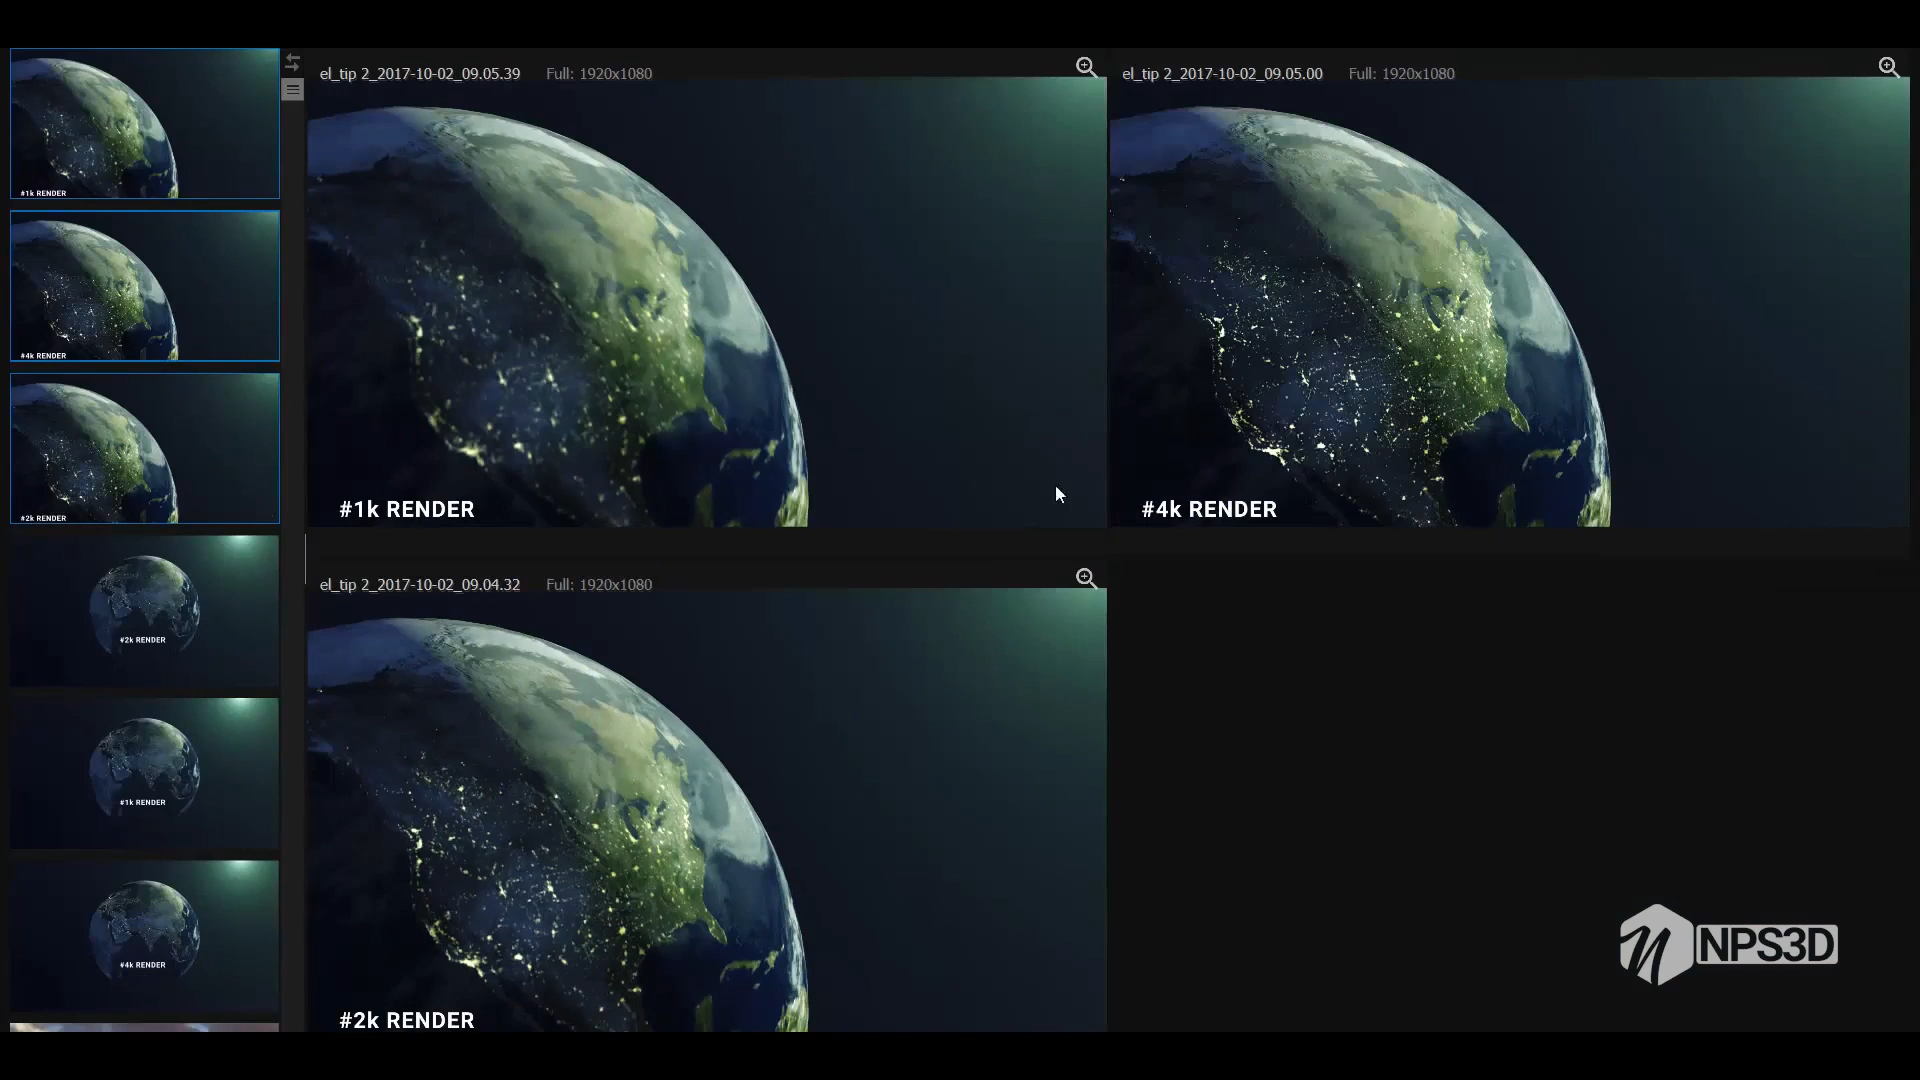 #1k RENDER
#4k RENDER
#2k RENDER
#2k RENDER
#1k RENDER
#4k RENDER
el_tip 2_2017-10-02_09.05.39 Full: 1920x1080
#1k RENDER
el_tip 2_2017-10-02_09.05.00 Full: 1920x1080
#4k RENDER
el_tip 2_2017-10-02_09.04.32 Full: 1920x1080
#2k RENDER
NPS3D